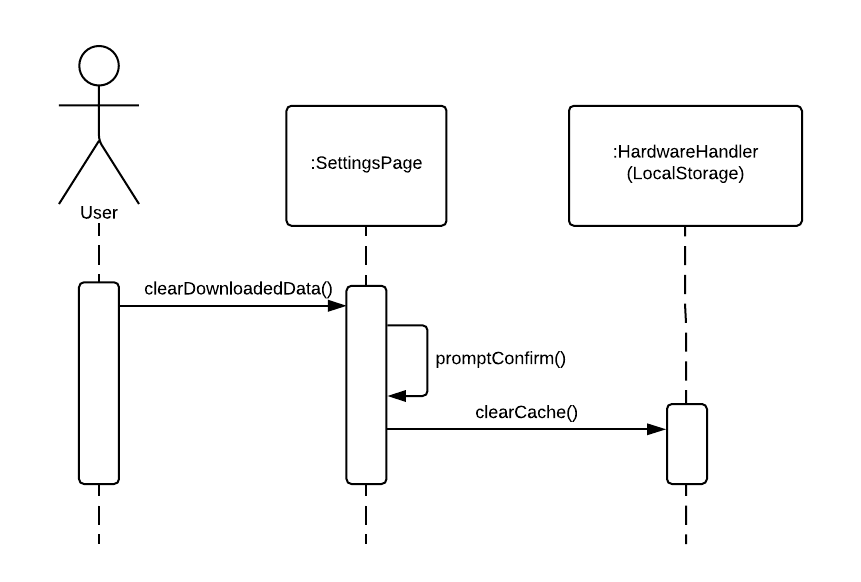 User
:SettingsPage
:HardwareHandler
(LocalStorage)
clearDownloadedData()
promptConfirm()
clearCache()